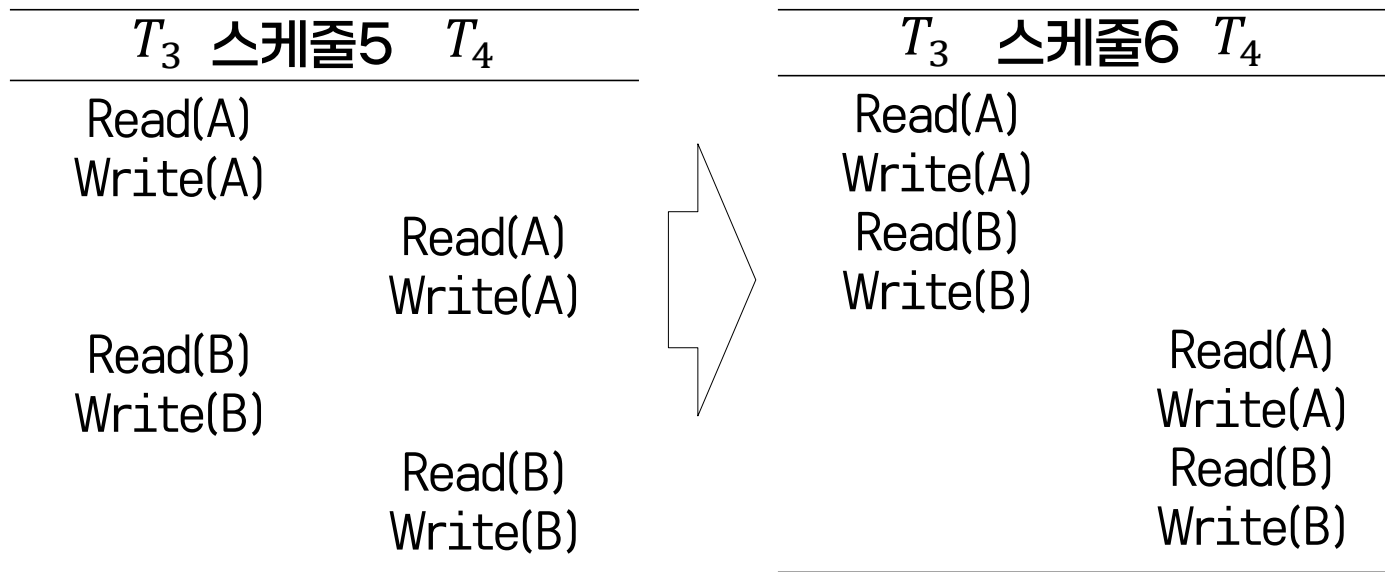 T₃ 스케줄5 T₄
Read(A)
Write(A)
Read(A)
Write(A)
Read(B)
Write(B)
Read(B)
Write(B)
T₃ 스케줄6 T₄
Read(A)
Write(A)
Read(B)
Write(B)
Read(A)
Write(A)
Read(B)
Write(B)